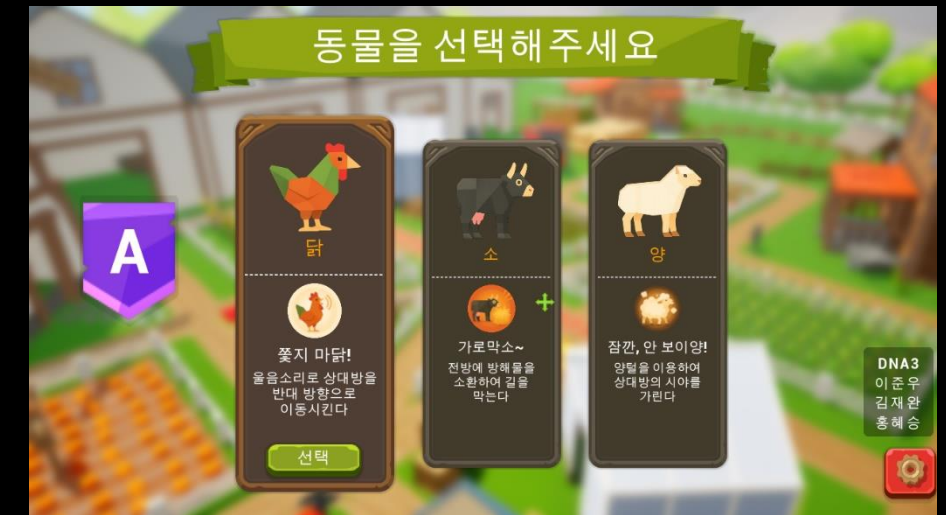 동물을 선택해주세요
A
닭
쫓지 마닭!
울음소리로 상대방을
반대 방향으로
이동시킨다
선택
소
가로막소~
전방에 방해물을
소환하여 길을
막는다
양
잠깐, 안 보이양!
양털을 이용하여
상대방의 시야를
가린다
DNA3
이준우
김재완
홍혜승